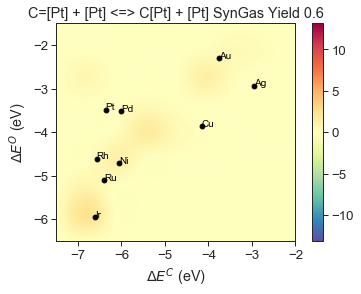 C=[Pt] + [Pt] <=> C[Pt] + [Pt] SynGas Yield 0.6
ΔE^O (eV)
−2
−3
−4
−5
−6
Au
Ag
Pt
Pd
Cu
Rh
Ni
Ru
Ir
−7
−6
−5
−4
−3
−2
ΔE^C (eV)
10
5
0
−5
−10